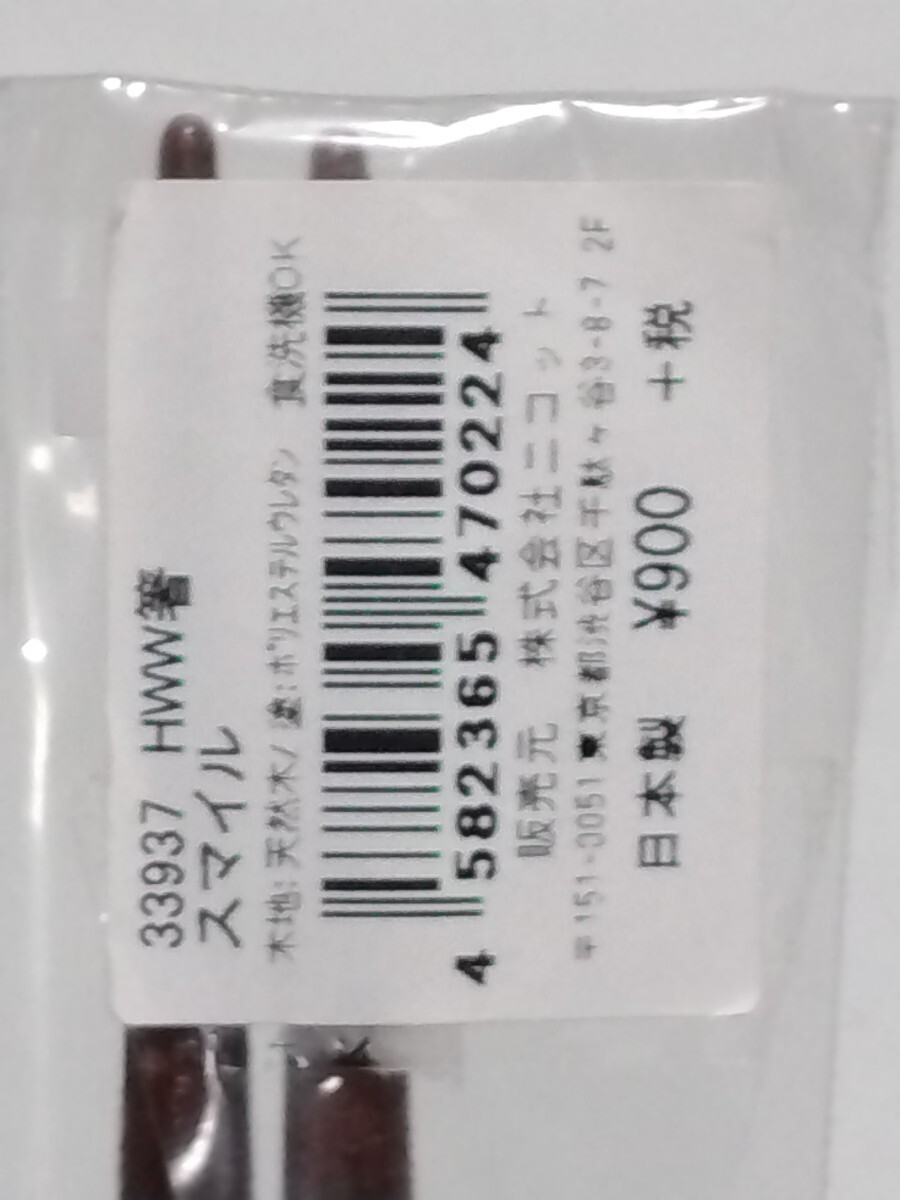 33937 HWW箸
スマイル
木地:天然木/塗:ポリエステルウレタン 食洗機OK
4 582365 470224
販売元 株式会社ニコット
〒151-0051東京都渋谷区千駄ヶ谷3-8-7 2F
日本製 ¥900 +税